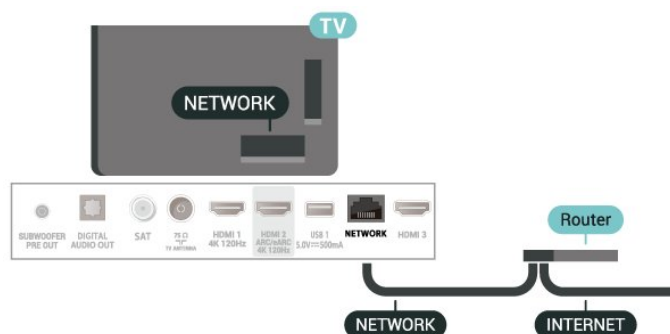 TV
NETWORK
SUBWOOFER
PRE OUT
DIGITAL
AUDIO OUT
SAT
75 Ω
TV ANTENNA
HDMI 1
4K 120Hz
HDMI 2
ARC/eARC
4K 120Hz
USB 1
5.0V⎓500mA
NETWORK
HDMI 3
Router
NETWORK
INTERNET